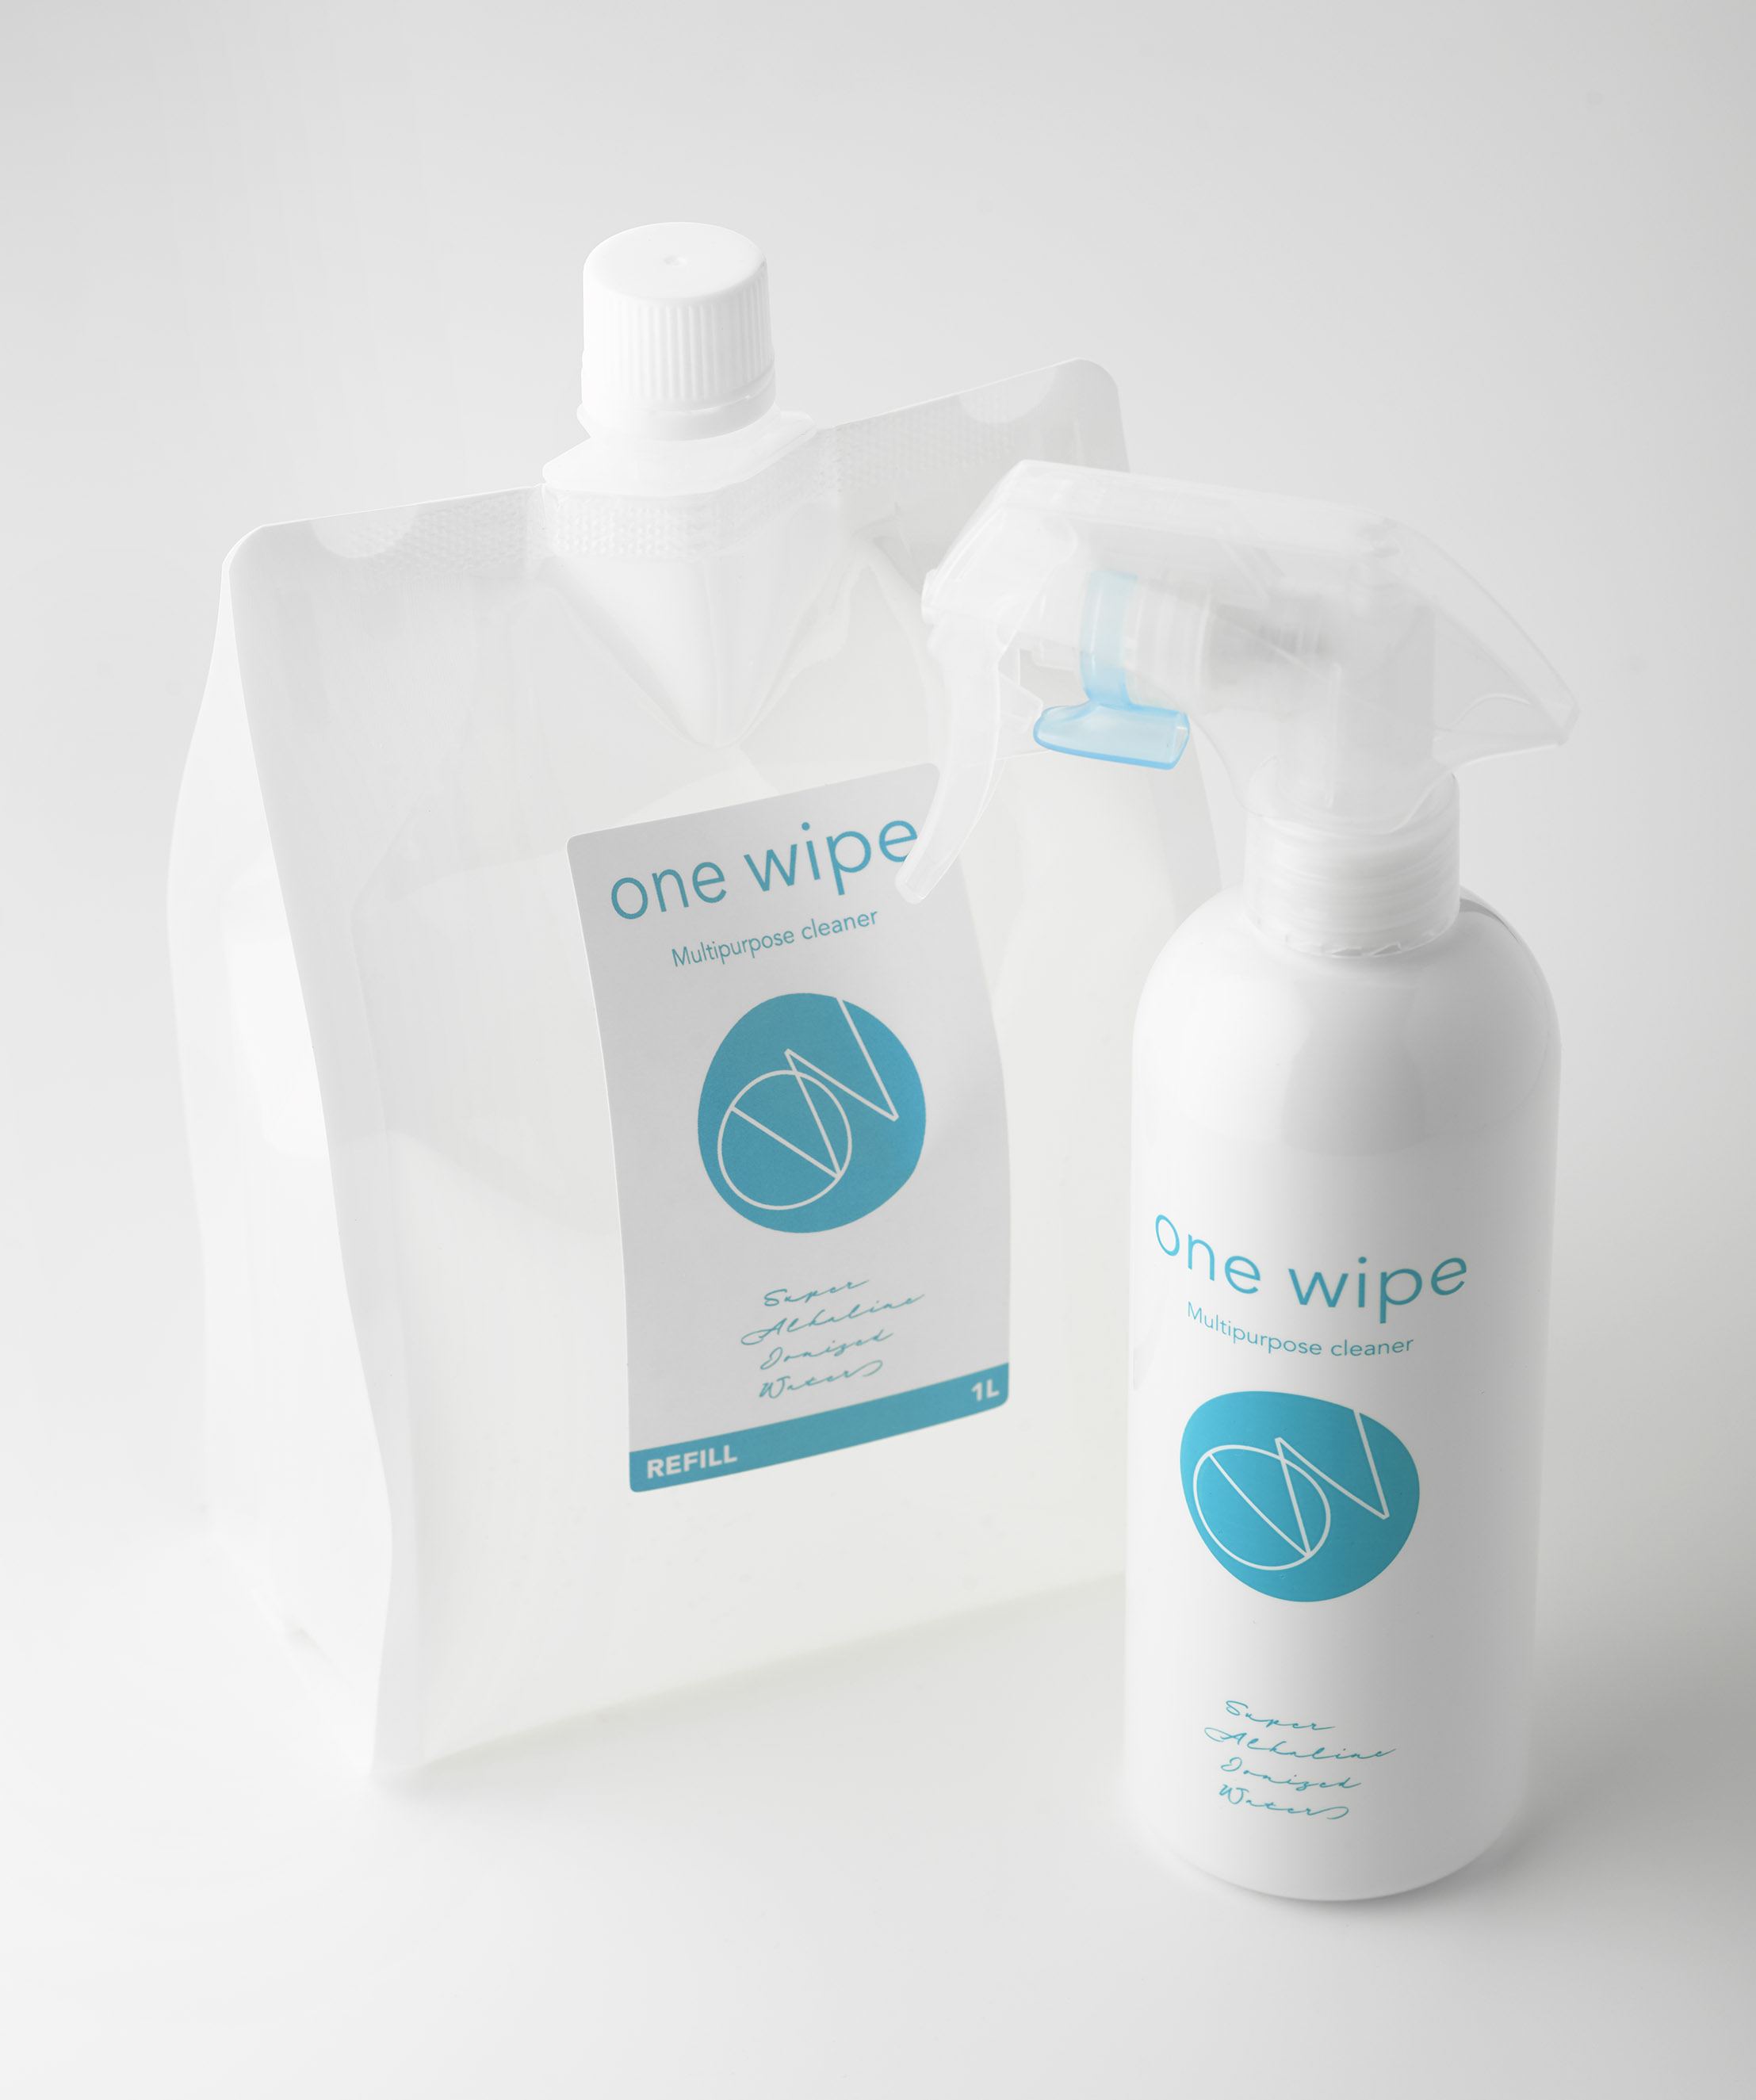 one wipe
Multipurpose cleaner
Super
Alkaline
Ionized
Water
REFILL 1L
one wipe
Multipurpose cleaner
Super
Alkaline
Ionized
Water